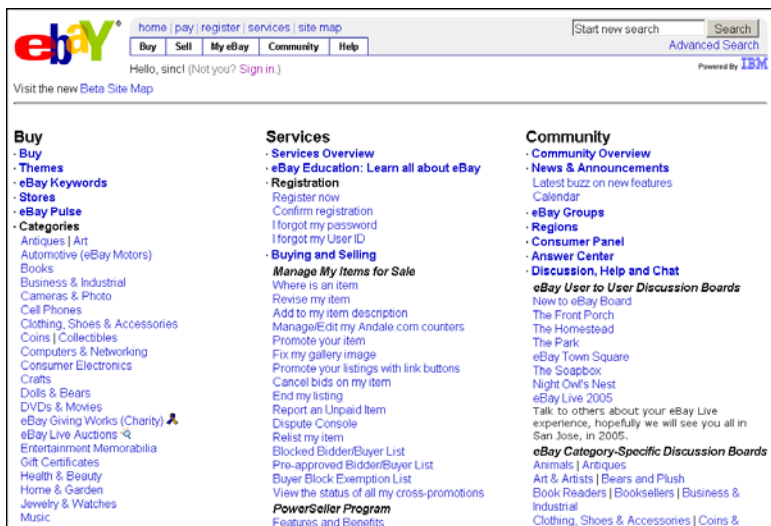 ebaY®
home | pay | register | services | site map
Start new search
Search
Buy
Sell
My eBay
Community
Help
Advanced Search
Hello, sincl (Not you? Sign in.)
Powered By IBM
Visit the new Beta Site Map
Buy
· Buy
· Themes
· eBay Keywords
· Stores
· eBay Pulse
· Categories
Antiques | Art
Automotive (eBay Motors)
Books
Business & Industrial
Cameras & Photo
Cell Phones
Clothing, Shoes & Accessories
Coins | Collectibles
Computers & Networking
Consumer Electronics
Crafts
Dolls & Bears
DVDs & Movies
eBay Giving Works (Charity)
eBay Live Auctions
Entertainment Memorabilia
Gift Certificates
Health & Beauty
Home & Garden
Jewelry & Watches
Music
Services
· Services Overview
· eBay Education: Learn all about eBay
· Registration
Register now
Confirm registration
I forgot my password
I forgot my User ID
· Buying and Selling
Manage My Items for Sale
Where is an item
Revise my item
Add to my item description
Manage/Edit my Andale.com counters
Promote your item
Fix my gallery image
Promote your listings with link buttons
Cancel bids on my item
End my listing
Report an Unpaid Item
Dispute Console
Relist my item
Blocked Bidder/Buyer List
Pre-approved Bidder/Buyer List
Buyer Block Exemption List
View the status of all my cross-promotions
PowerSeller Program
Features and Benefits
Community
· Community Overview
· News & Announcements
Latest buzz on new features
Calendar
· eBay Groups
· Regions
· Consumer Panel
· Answer Center
· Discussion, Help and Chat
eBay User to User Discussion Boards
New to eBay Board
The Front Porch
The Homestead
The Park
eBay Town Square
The Soapbox
Night Owl's Nest
eBay Live 2005
Talk to others about your eBay Live
experience, hopefully we will see you all in
San Jose, in 2005.
eBay Category-Specific Discussion Boards
Animals | Antiques
Art & Artists | Bears and Plush
Book Readers | Booksellers | Business &
Industrial
Clothing, Shoes & Accessories | Coins &